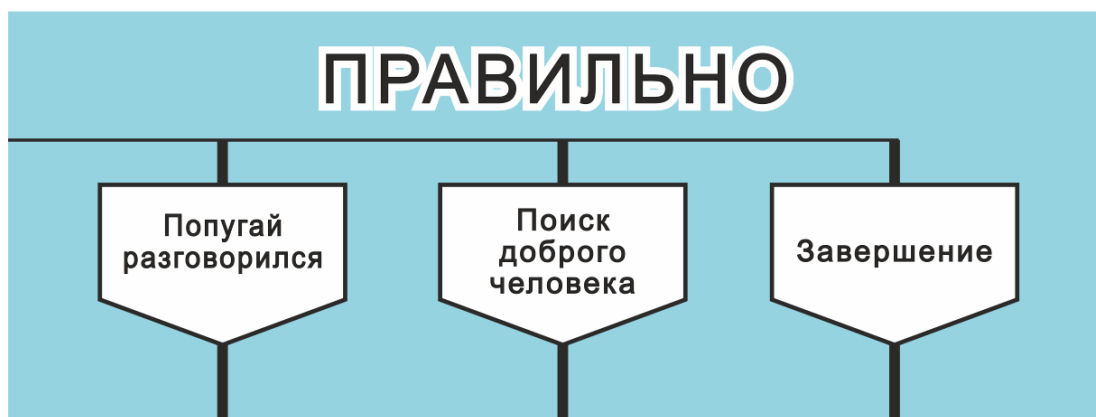 ПРАВИЛЬНО
Попугай
разговорился
Поиск
доброго
человека
Завершение